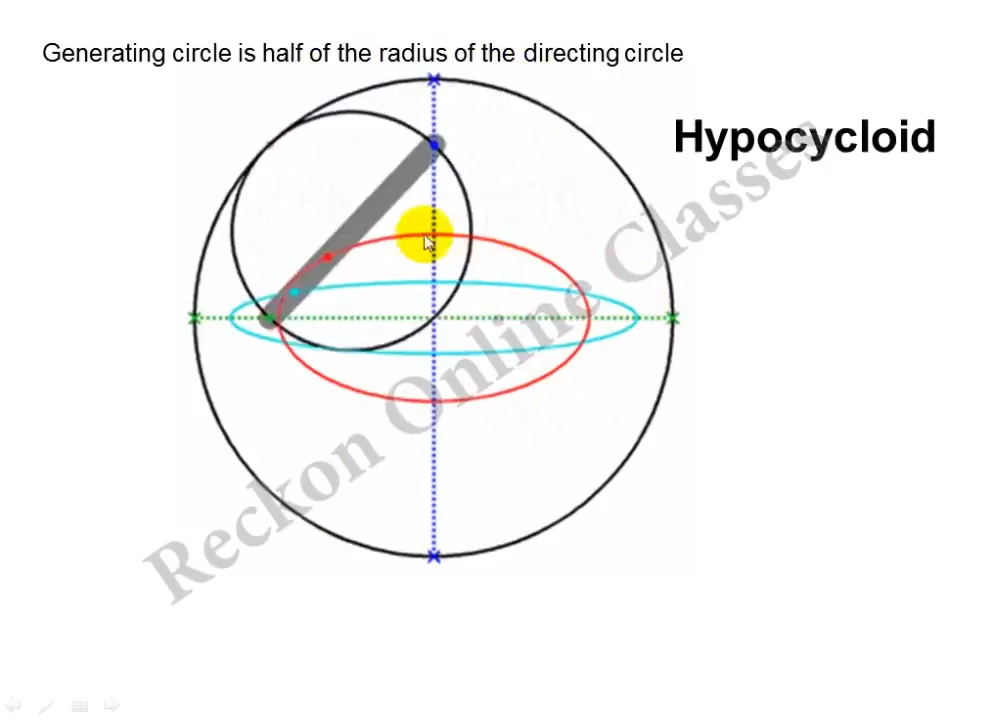 Generating circle is half of the radius of the directing circle
Hypocycloid
Reckon Online Classes